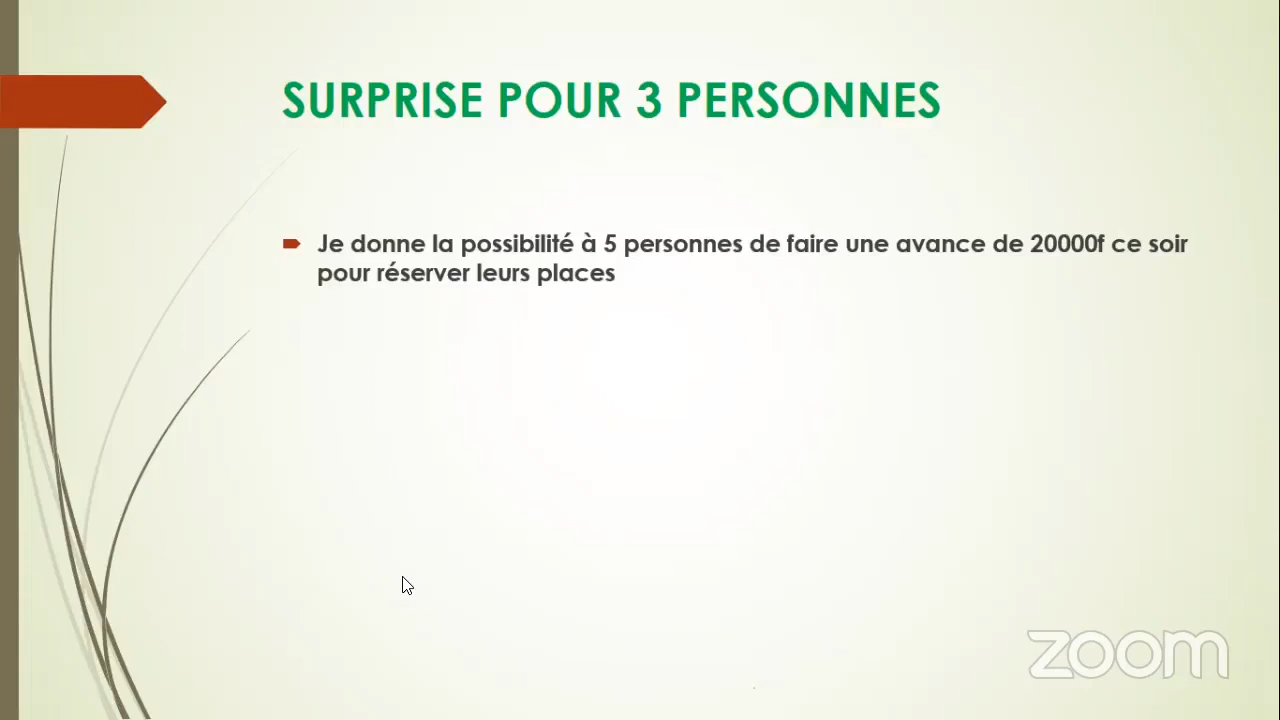 SURPRISE POUR 3 PERSONNES
Je donne la possibilité à 5 personnes de faire une avance de 20000f ce soir
pour réserver leurs places
zoom